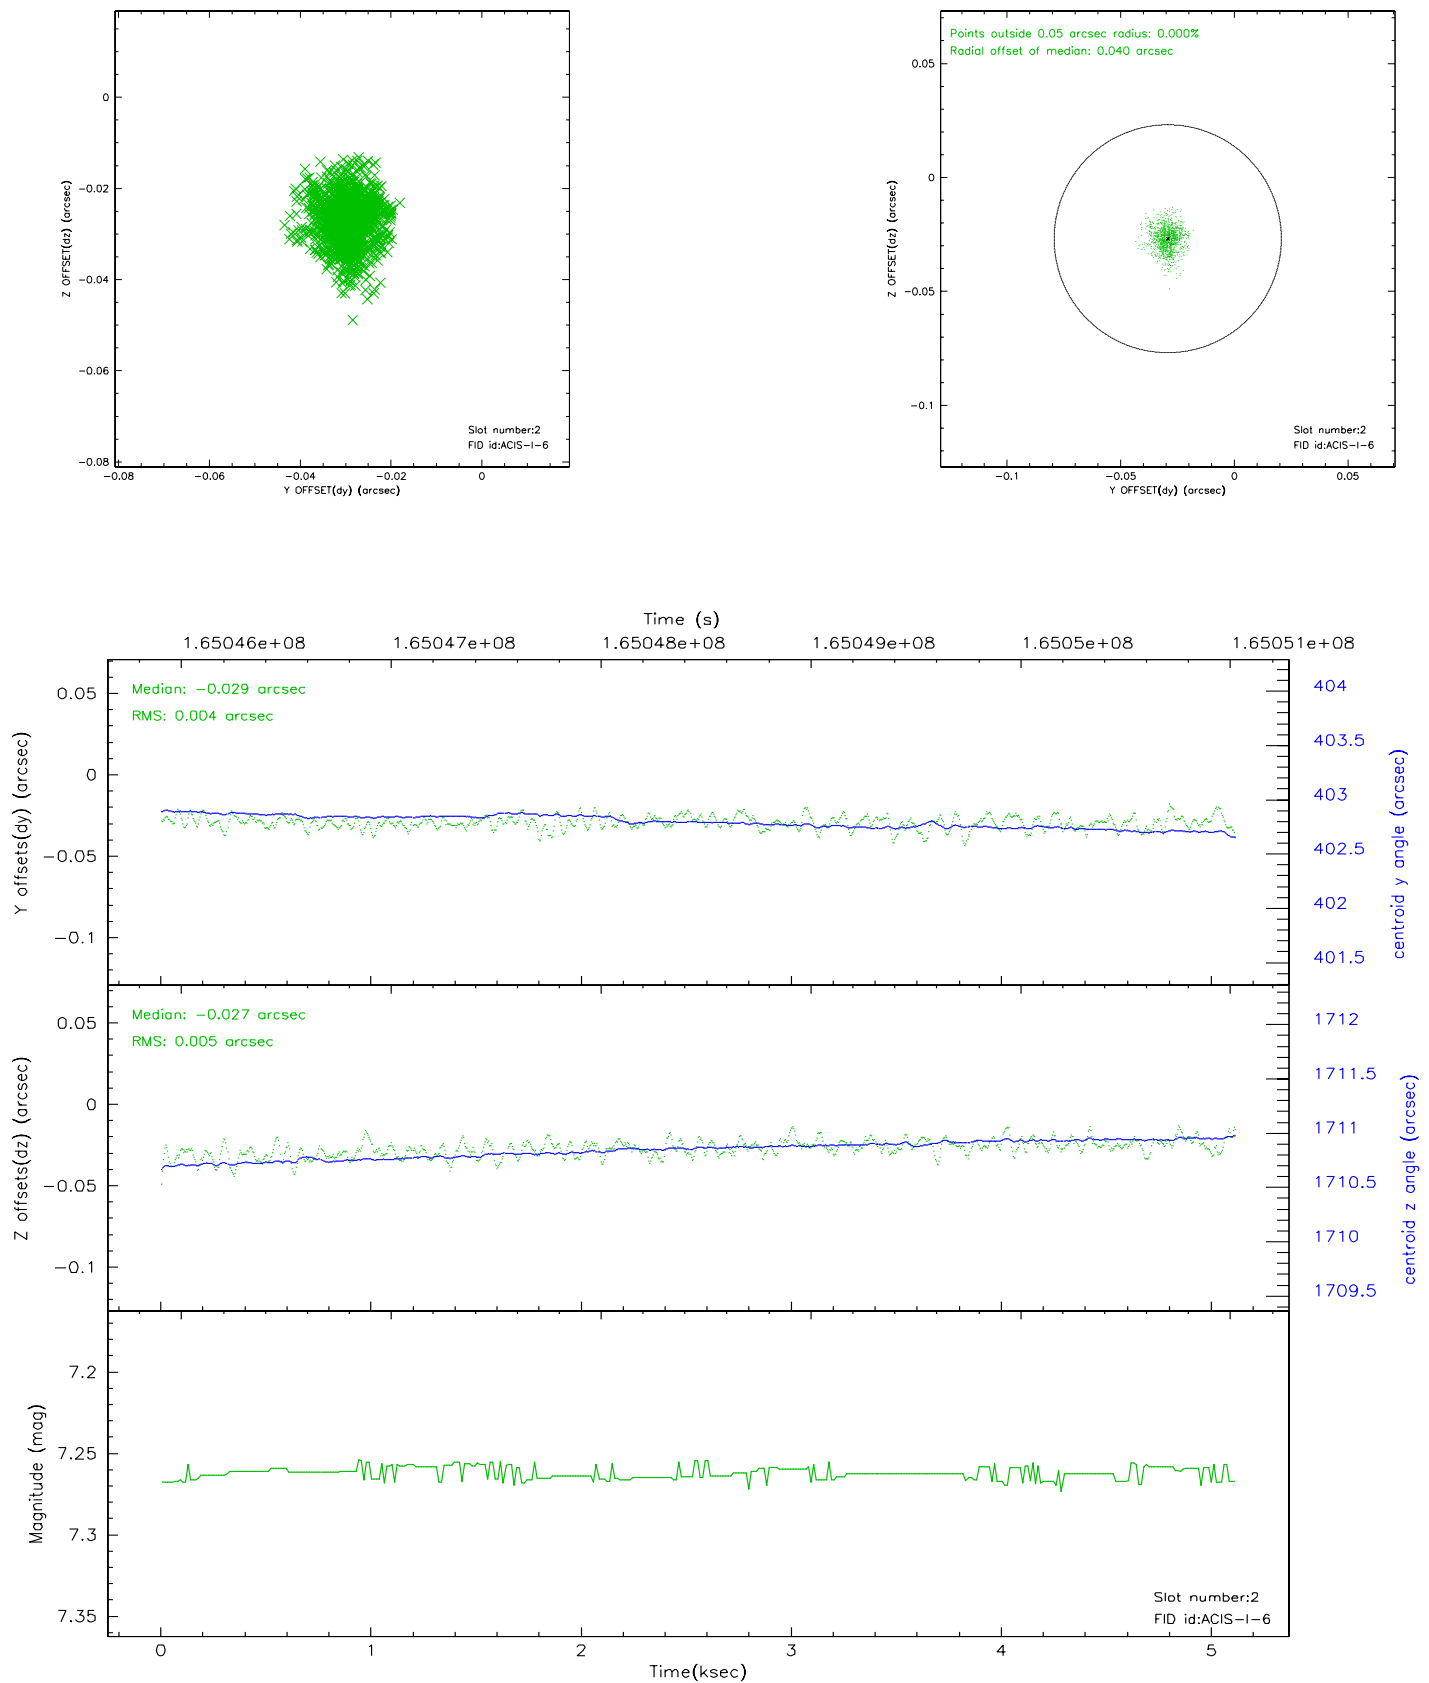 0
-0.02
-0.04
-0.06
-0.08
Z OFFSET(dz) (arcsec)
Slot number:2
FID id:ACIS-I-6
-0.08 -0.06 -0.04 -0.02 0
Y OFFSET(dy) (arcsec)
Points outside 0.05 arcsec radius: 0.000%
Radial offset of median: 0.040 arcsec
0.05
0
-0.05
-0.1
Z OFFSET(dz) (arcsec)
Slot number:2
FID id:ACIS-I-6
-0.1 -0.05 0 0.05
Y OFFSET(dy) (arcsec)
Time (s)
1.65046e+08 1.65047e+08 1.65048e+08 1.65049e+08 1.6505e+08 1.65051e+08
Median: -0.029 arcsec
RMS: 0.004 arcsec
0.05
0
-0.05
-0.1
Y offsets(dy) (arcsec)
404
403.5
403
402.5
402
401.5
centroid y angle (arcsec)
Median: -0.027 arcsec
RMS: 0.005 arcsec
0.05
0
-0.05
-0.1
Z offsets(dz) (arcsec)
1712
1711.5
1711
1710.5
1710
1709.5
centroid z angle (arcsec)
7.2
7.25
7.3
7.35
Magnitude (mag)
Slot number:2
FID id:ACIS-I-6
0 1 2 3 4 5
Time(ksec)